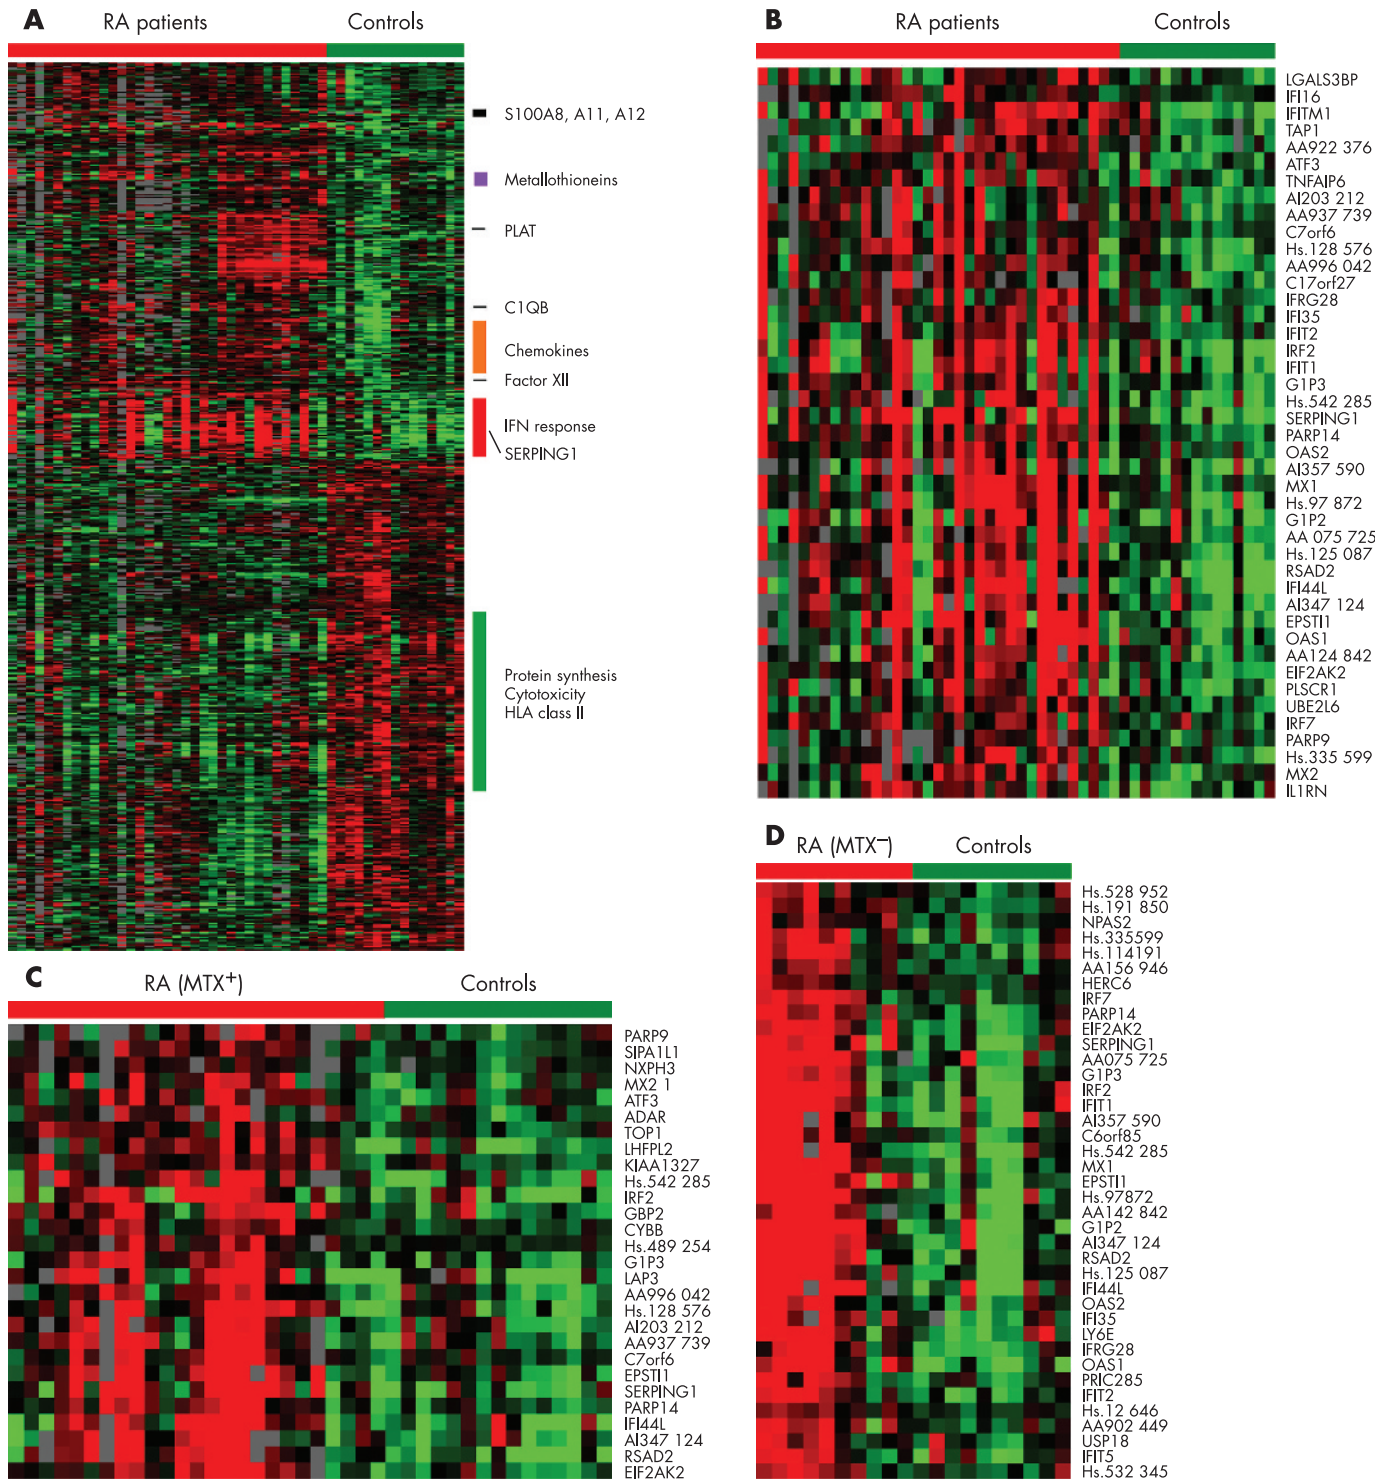 A
RA patients
Controls
S100A8, A11, A12
Metallothioneins
PLAT
C1QB
Chemokines
Factor XII
IFN response
SERPING1
Protein synthesis
Cytotoxicity
HLA class II
B
RA patients
Controls
LGALS3BP
IFI16
IFITM1
TAP1
AA922 376
ATF3
TNFAIP6
AI203 212
AA937 739
C7orf6
Hs.128 576
AA996 042
C17orf27
IFRG28
IFI35
IFIT2
IRF2
IFIT1
G1P3
Hs.542 285
SERPING1
PARP14
OAS2
AI357 590
MX1
Hs.97 872
G1P2
AA 075 725
Hs.125 087
RSAD2
IFI44L
AI347 124
EPSTI1
OAS1
AA124 842
EIF2AK2
PLSCR1
UBE2L6
IRF7
PARP9
Hs.335 599
MX2
IL1RN
C
RA (MTX+)
Controls
PARP9
SIPA1L1
NXPH3
MX2 1
ATF3
ADAR
TOP1
LHFPL2
KIAA1327
Hs.542 285
IRF2
GBP2
CYBB
Hs.489 254
G1P3
LAP3
AA996 042
Hs.128 576
AI203 212
AA937 739
C7orf6
EPSTI1
SERPING1
PARP14
IFI44L
AI347 124
RSAD2
EIF2AK2
D
RA (MTX−)
Controls
Hs.528 952
Hs.191 850
NPAS2
Hs.335599
Hs.114191
AA156 946
HERC6
IRF7
PARP14
EIF2AK2
SERPING1
AA075 725
G1P3
IRF2
IFIT1
AI357 590
C6orf85
Hs.542 285
MX1
EPSTI1
Hs.97872
AA142 842
G1P2
AI347 124
RSAD2
Hs.125 087
IFI44L
OAS2
IFI35
LY6E
IFRG28
OAS1
PRIC285
IFIT2
Hs.12 646
AA902 449
USP18
IFIT5
Hs.532 345